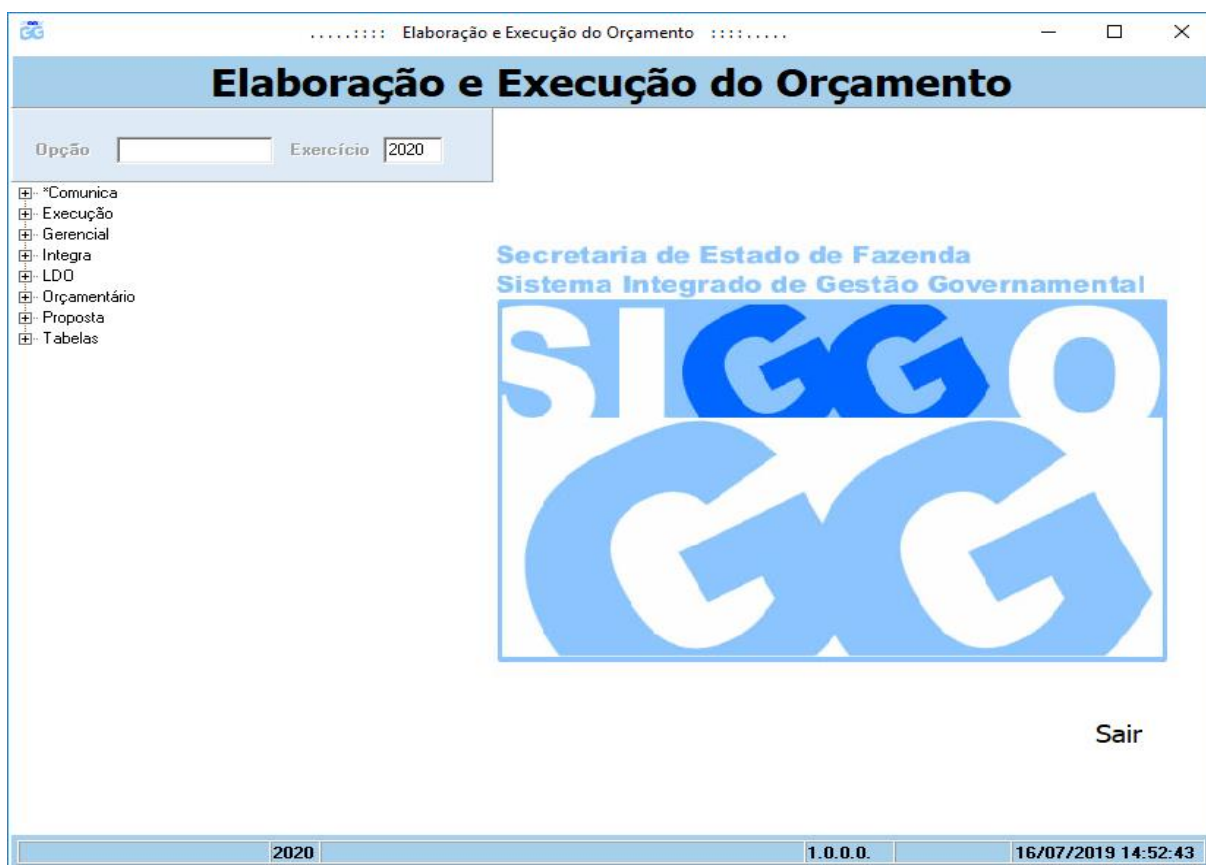 GG
.....:::: Elaboração e Execução do Orçamento ::::.....
Elaboração e Execução do Orçamento
Opção Exercício 2020
*Comunica
Execução
Gerencial
Integra
LDO
Orçamentário
Proposta
Tabelas
Secretaria de Estado de Fazenda
Sistema Integrado de Gestão Governamental
SIGGO
GG
Sair
2020 1.0.0.0. 16/07/2019 14:52:43